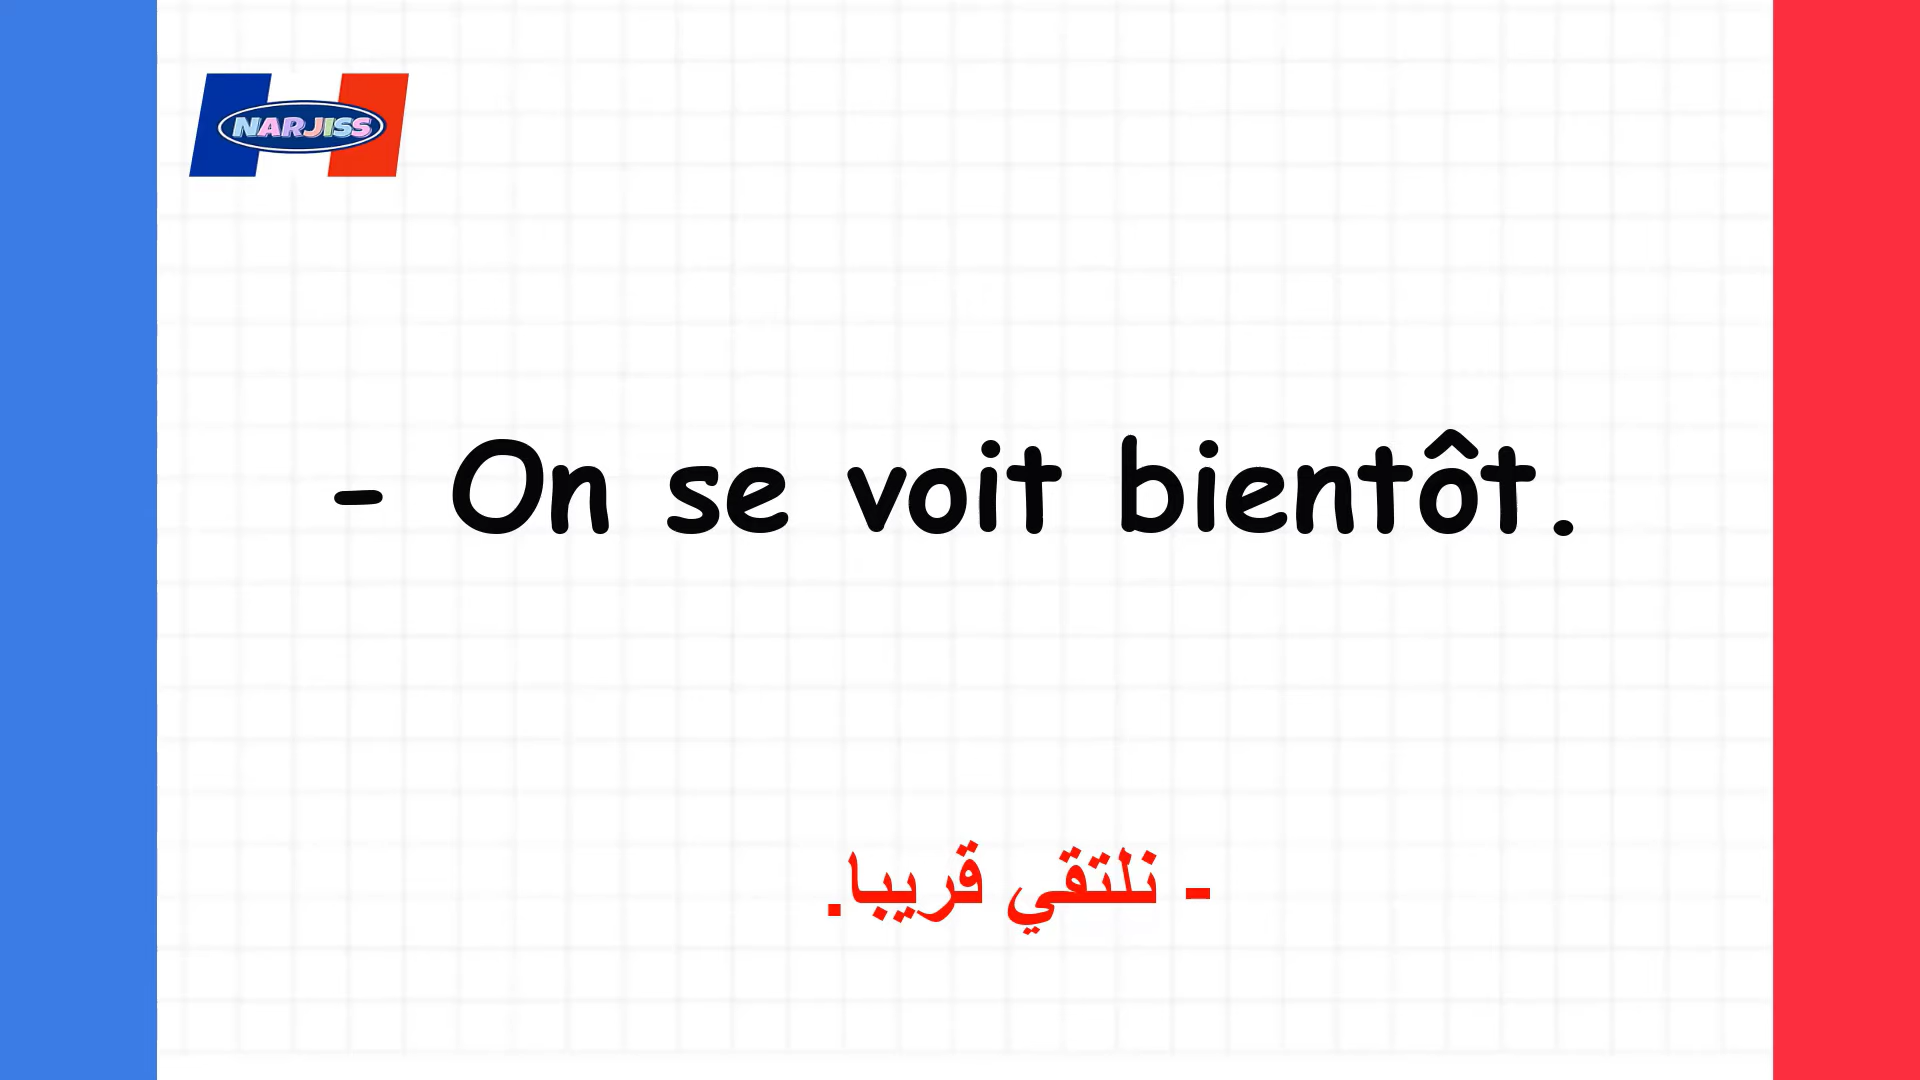 NARJISS
- On se voit bientôt.
- نلتقي قريبا.